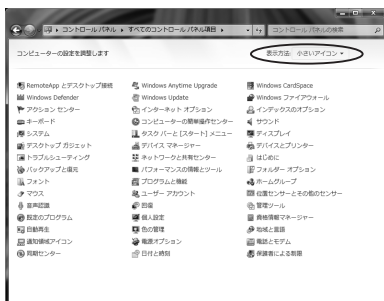 コントロール パネル ▸ すべてのコントロール パネル項目 ▸
コントロール パネルの検索
コンピューターの設定を調整します
表示方法: 小さいアイコン
RemoteApp とデスクトップ接続
Windows Anytime Upgrade
Windows CardSpace
Windows Defender
Windows Update
Windows ファイアウォール
アクション センター
インターネット オプション
インデックスのオプション
キーボード
コンピューターの簡単操作センター
サウンド
システム
タスク バーと [スタート] メニュー
ディスプレイ
デスクトップ ガジェット
デバイス マネージャー
デバイスとプリンター
トラブルシューティング
ネットワークと共有センター
はじめに
バックアップと復元
パフォーマンスの情報とツール
フォルダー オプション
フォント
プログラムと機能
ホームグループ
マウス
ユーザー アカウント
位置センサーとその他のセンサー
音声認識
回復
管理ツール
既定のプログラム
個人設定
資格情報マネージャー
自動再生
色の管理
地域と言語
通知領域アイコン
電源オプション
電話とモデム
同期センター
日付と時刻
保護者による制限